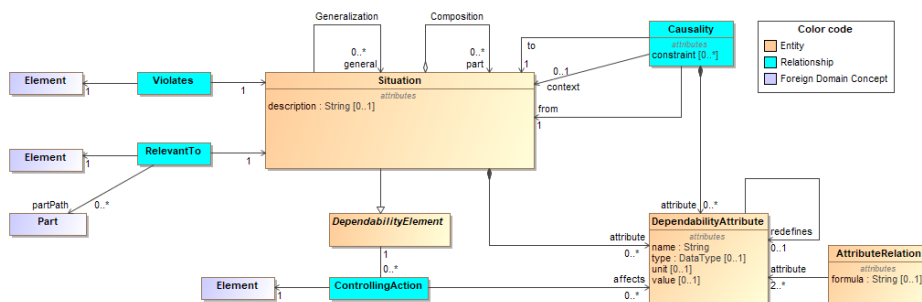 Generalization
0..*
general
Composition
0..*
part
Causality
attributes
constraint [0..*]
to
1
0..1
context
from
1
Color code
Entity
Relationship
Foreign Domain Concept
Element
1
Violates
1
Situation
attributes
description : String [0..1]
Element
1
RelevantTo
1
partPath
0..*
Part
DependabilityElement
1
0..*
Element
1
ControllingAction
affects
0..*
attribute
0..*
attribute
0..*
DependabilityAttribute
attributes
name : String
type : DataType [0..1]
unit [0..1]
value [0..1]
redefines
0..1
attribute
2..*
AttributeRelation
attributes
formula : String [0..1]